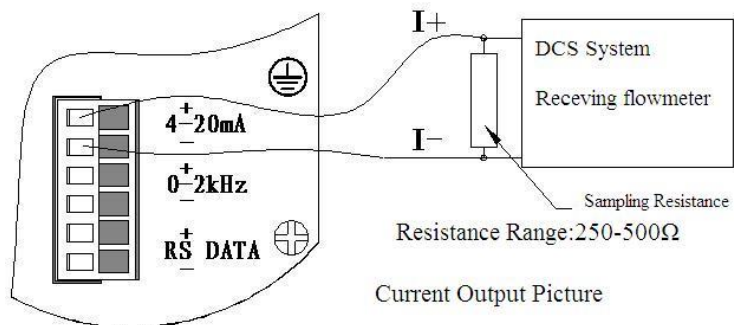 I+
DCS System
Receving flowmeter
+
4-20mA
-
I-
+
0-2kHz
-
Sampling Resistance
+
RS DATA
-
Resistance Range:250-500Ω
Current Output Picture